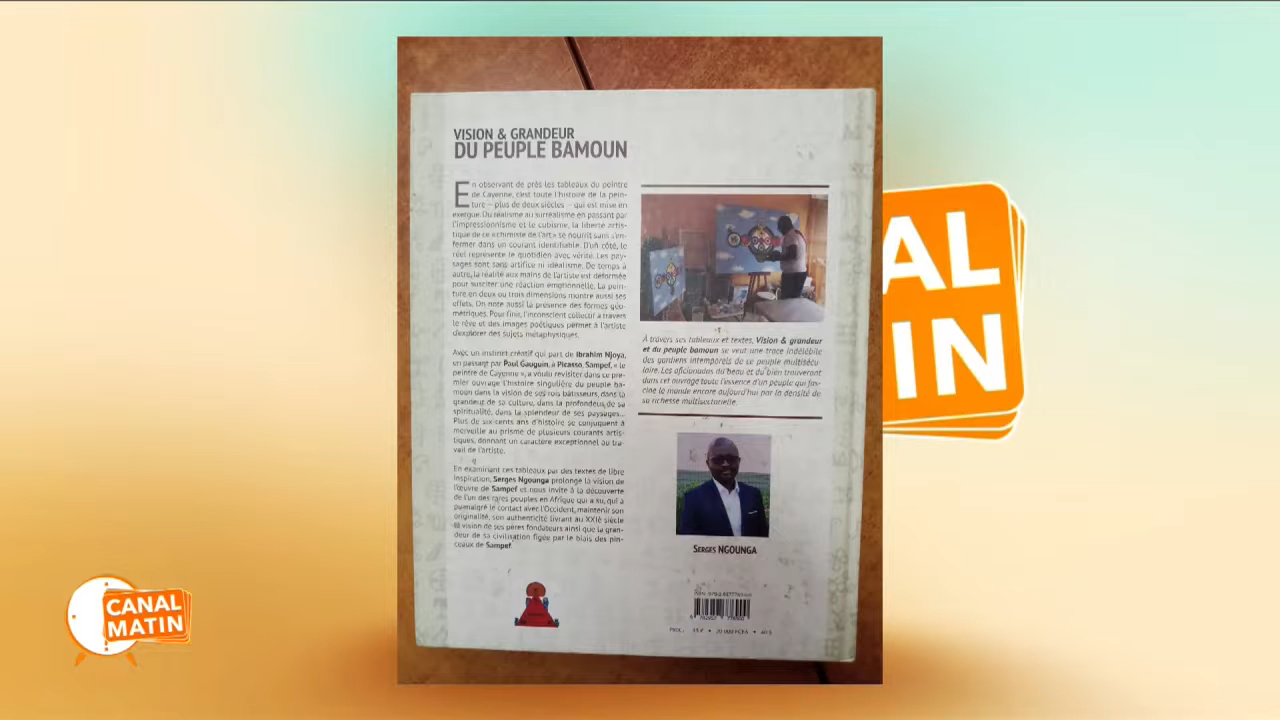 VISION & GRANDEUR
DU PEUPLE BAMOUN
En observant de près les tableaux du peintre
de Cayenne, c'est toute l'histoire de la pein-
ture – plus de deux siècles – qui est mise en
exergue. Du réalisme au surréalisme en passant par
l'impressionnisme et le cubisme, la liberté artis-
tique de ce «chimiste de l'art» se nourrit sans s'en-
fermer dans un courant identifiable. D'un côté, le
réel représente le quotidien avec vérité. Les pay-
sages sont sans artifice ni idéalisme. De temps à
autre, la réalité aux mains de l'artiste est déformée
pour susciter une réaction émotionnelle. La pein-
ture en deux ou trois dimensions montre aussi ses
effets. On note aussi la présence des formes géo-
métriques. Pour finir, l'inconscient collectif à travers
le rêve et des images poétiques permet à l'artiste
d'explorer des sujets métaphysiques.
Avec un instinct créatif qui part de Ibrahim Njoya,
en passant par Paul Gauguin, à Picasso, Sampef, « le
peintre de Cayenne », a voulu revisiter dans ce pre-
mier ouvrage l'histoire singulière du peuple ba-
moun dans la vision de ses rois bâtisseurs, dans la
grandeur de sa culture, dans la profondeur de sa
spiritualité, dans la splendeur de ses paysages...
Plus de six cents ans d'histoire se conjuguent à
merveille au prisme de plusieurs courants artis-
tiques, donnant un caractère exceptionnel au tra-
vail de l'artiste.
En examinant ces tableaux par des textes de libre
inspiration, Serges Ngounga prolonge la vision de
l'œuvre de Sampef et nous invite à la découverte
de l'un des rares peuples en Afrique qui a su, qui a
pu malgré le contact avec l'Occident, maintenir son
originalité, son authenticité livrant au XXIè siècle
la vision de ses pères fondateurs ainsi que la gran-
deur de sa civilisation figée par le biais des pin-
ceaux de Sampef.
À travers ses tableaux et textes, Vision & grandeur
et du peuple bamoun se veut une trace indélébile
des gardiens intemporels de ce peuple multisécu-
laire. Les aficionados du beau et du bien trouveront
dans cet ouvrage toute l'essence d'un peuple qui fas-
cine le monde encore aujourd'hui par la densité de
sa richesse multisectorielle.
SERGES NGOUNGA
AL
IN
CANAL
MATIN